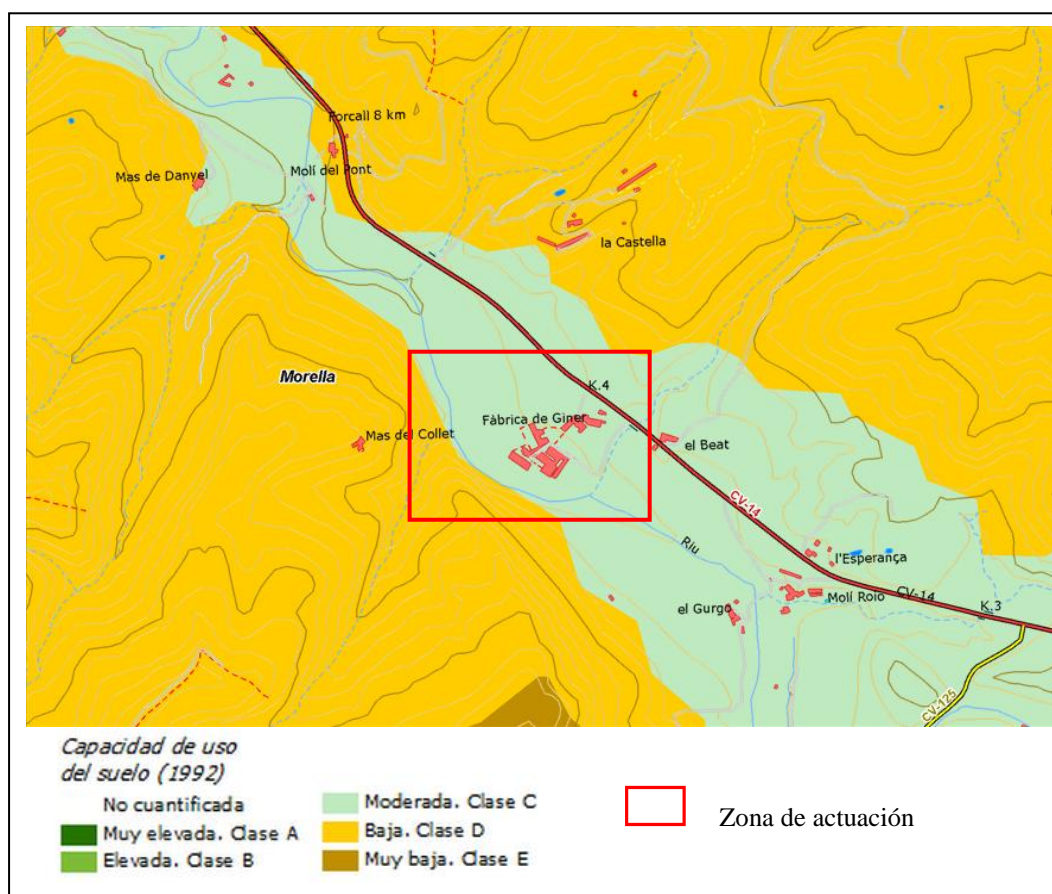 Forcall 8 km
Molí del Pont
Mas de Danyel
la Castella
Morella
K.4
Fàbrica de Giner
Mas del Collet
el Beat
CV-14
Riu
l'Esperança
Molí Roio
CV-14
K.3
el Gurgo
CV-125
Capacidad de uso
del suelo (1992)
No cuantificada
Muy elevada. Clase A
Elevada. Clase B
Moderada. Clase C
Baja. Clase D
Muy baja. Clase E
Zona de actuación